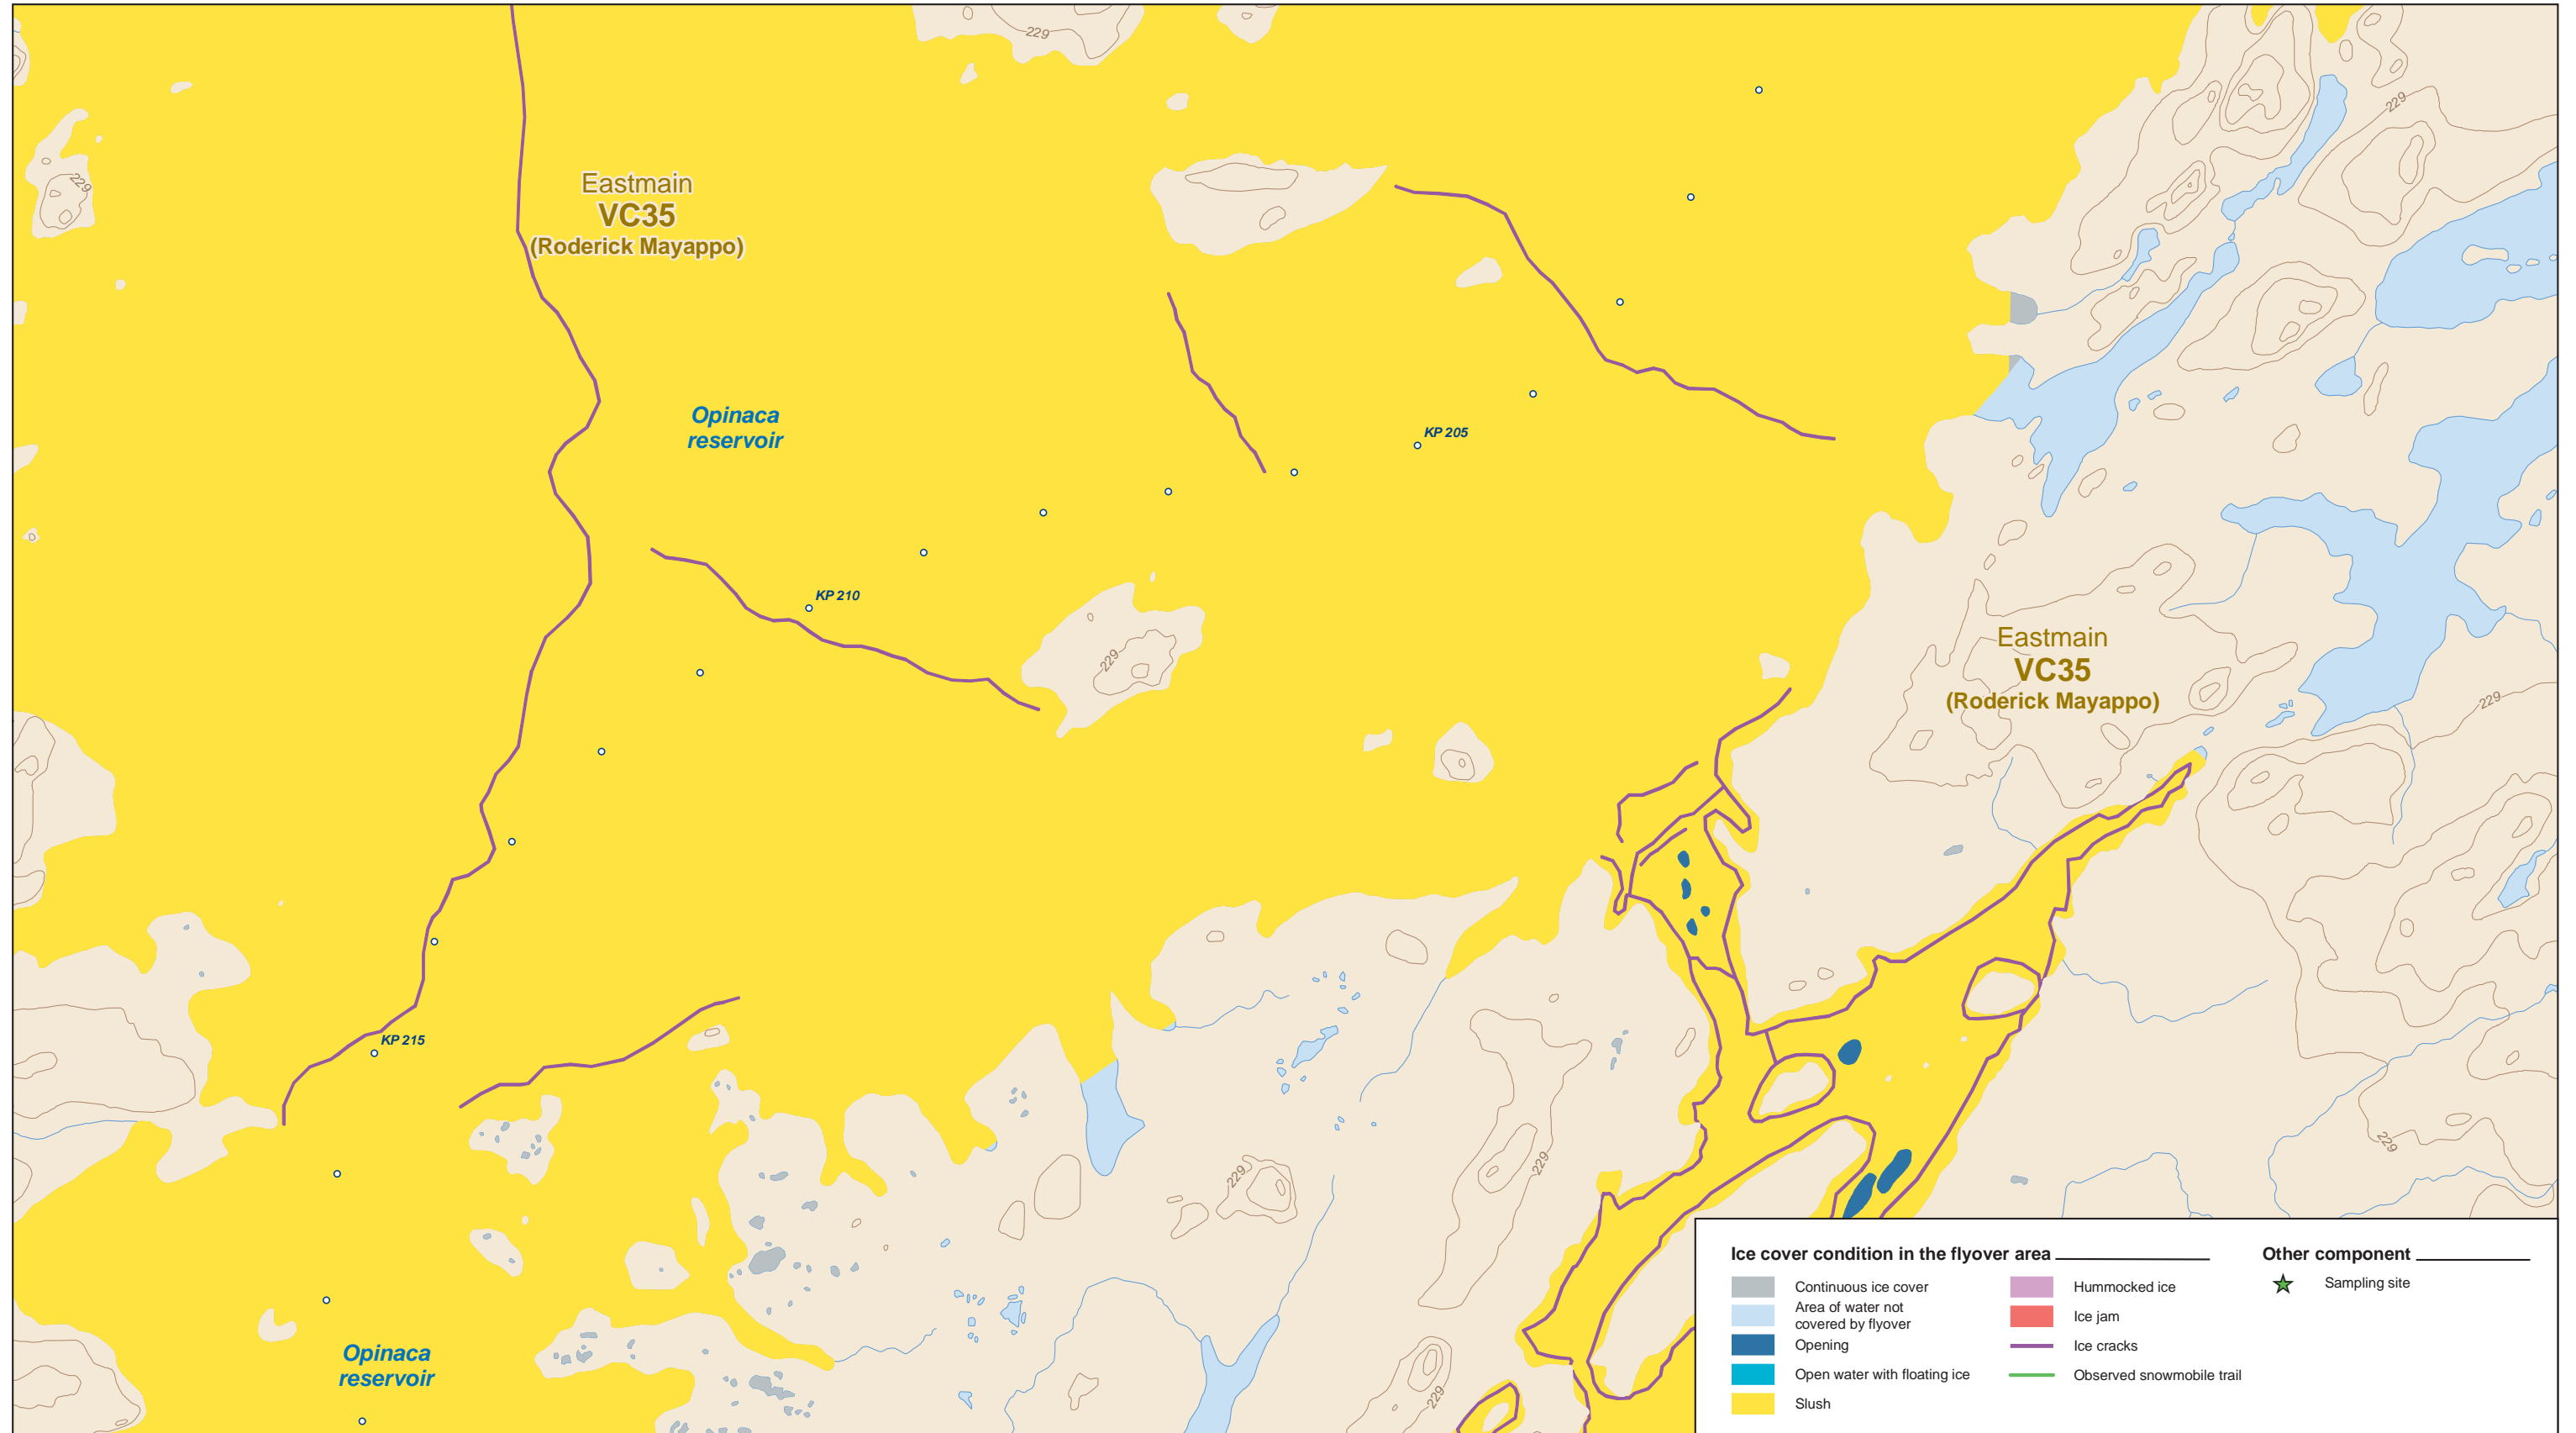 229
229
229
Eastmain
VC35
(Roderick Mayappo)
Opinaca
reservoir
KP 205
KP 210
229
Eastmain
VC35
(Roderick Mayappo)
229
KP 215
229
229
229
229
Opinaca
reservoir
Ice cover condition in the flyover area
Continuous ice cover
Area of water not
covered by flyover
Opening
Open water with floating ice
Slush
Hummocked ice
Ice jam
Ice cracks
Observed snowmobile trail
Other component
Sampling site